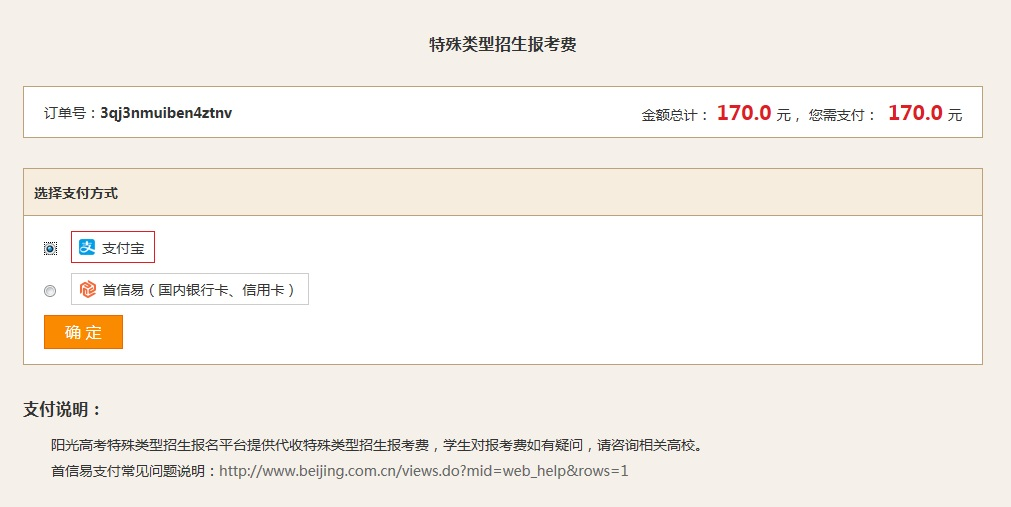 特殊类型招生报考费
订单号：3qj3nmuiben4ztnv 金额总计： 170.0 元， 您需支付： 170.0 元
选择支付方式
支付宝
首信易（国内银行卡、信用卡）
确 定
支付说明：
阳光高考特殊类型招生报名平台提供代收特殊类型招生报考费，学生对报考费如有疑问，请咨询相关高校。
首信易支付常见问题说明：http://www.beijing.com.cn/views.do?mid=web_help&rows=1